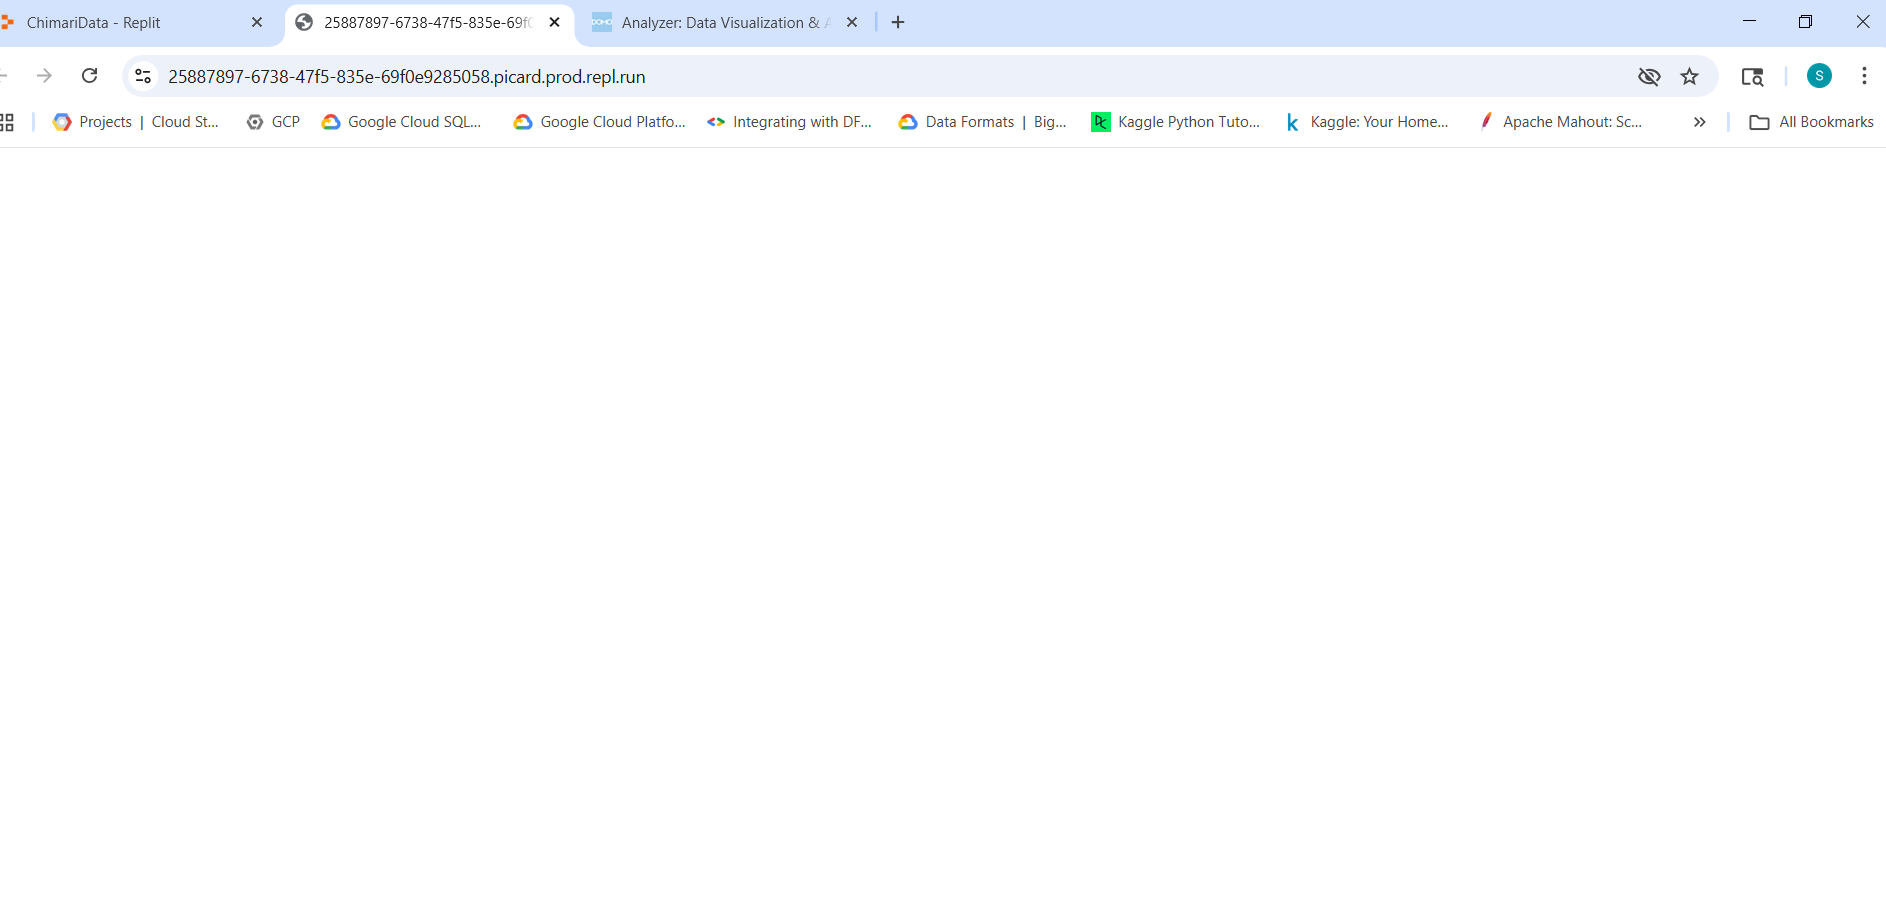 ChimariData - Replit
25887897-6738-47f5-835e-69f0
DOMO
Analyzer: Data Visualization & A
25887897-6738-47f5-835e-69f0e9285058.picard.prod.repl.run
S
Projects | Cloud St...
GCP
Google Cloud SQL...
Google Cloud Platfo...
Integrating with DF...
Data Formats | Big...
Kaggle Python Tuto...
k
Kaggle: Your Home...
Apache Mahout: Sc...
All Bookmarks